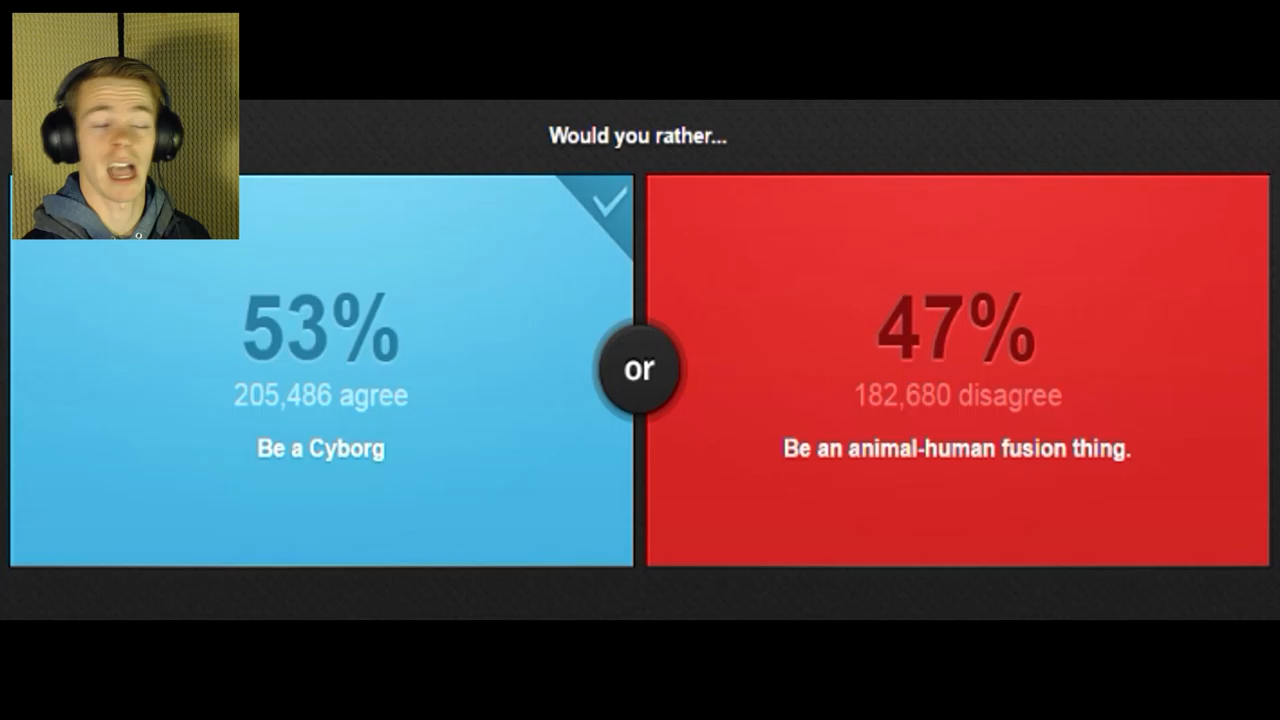 Would you rather...
53%
205,486 agree
Be a Cyborg
or
47%
182,680 disagree
Be an animal-human fusion thing.